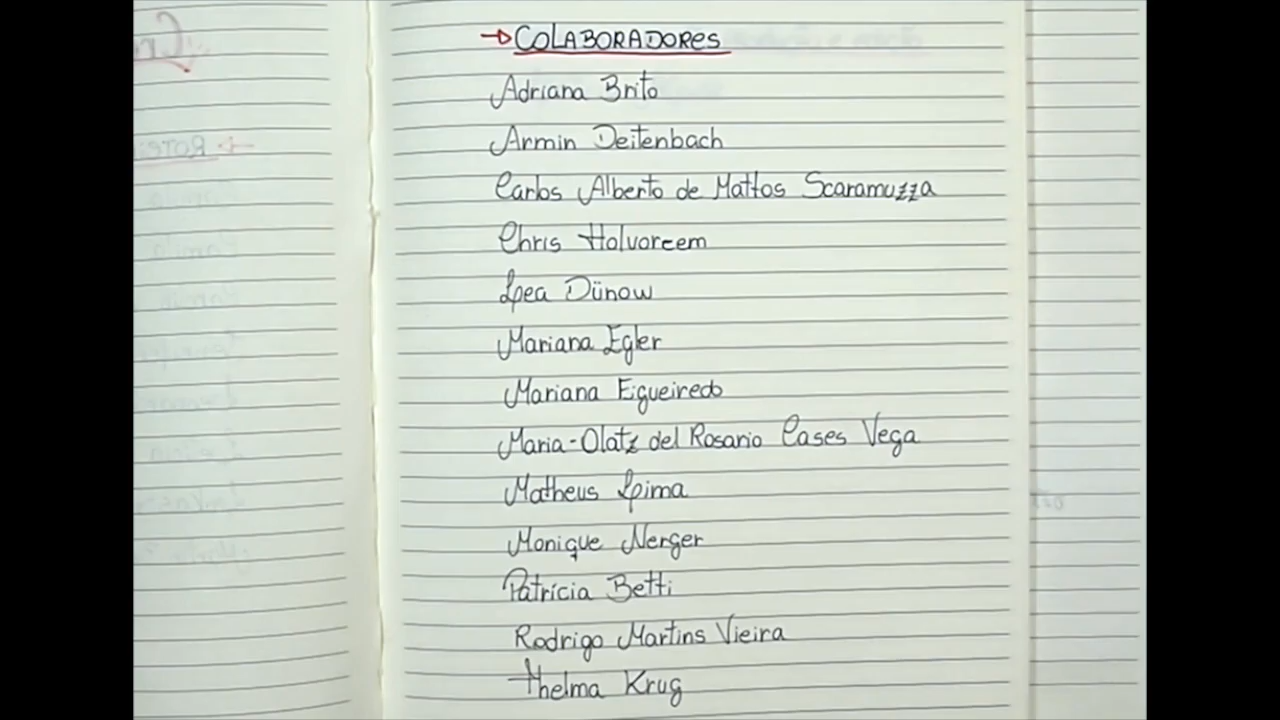 → COLABORADORES
Adriana Brito
Armin Deitenbach
Carlos Alberto de Mattos Scaramuzza
Chris Holvorcem
Lea Dünow
Mariana Egler
Mariana Figueiredo
Maria-Olatz del Rosario Cases Vega
Matheus Lima
Monique Nerger
Patrícia Betti
Rodrigo Martins Vieira
Thelma Krug